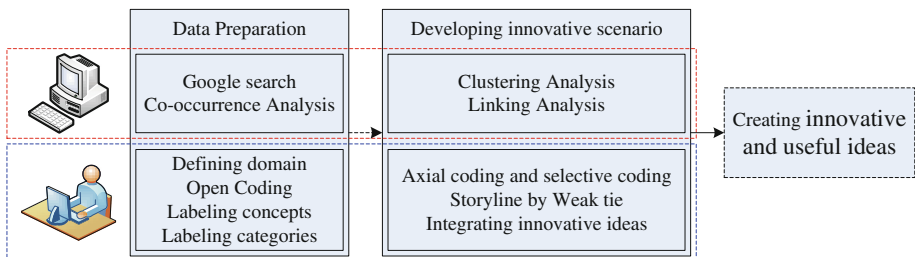 Data Preparation
Developing innovative scenario
Google search
Co-occurrence Analysis
Clustering Analysis
Linking Analysis
Defining domain
Open Coding
Labeling concepts
Labeling categories
Axial coding and selective coding
Storyline by Weak tie
Integrating innovative ideas
Creating innovative
and useful ideas